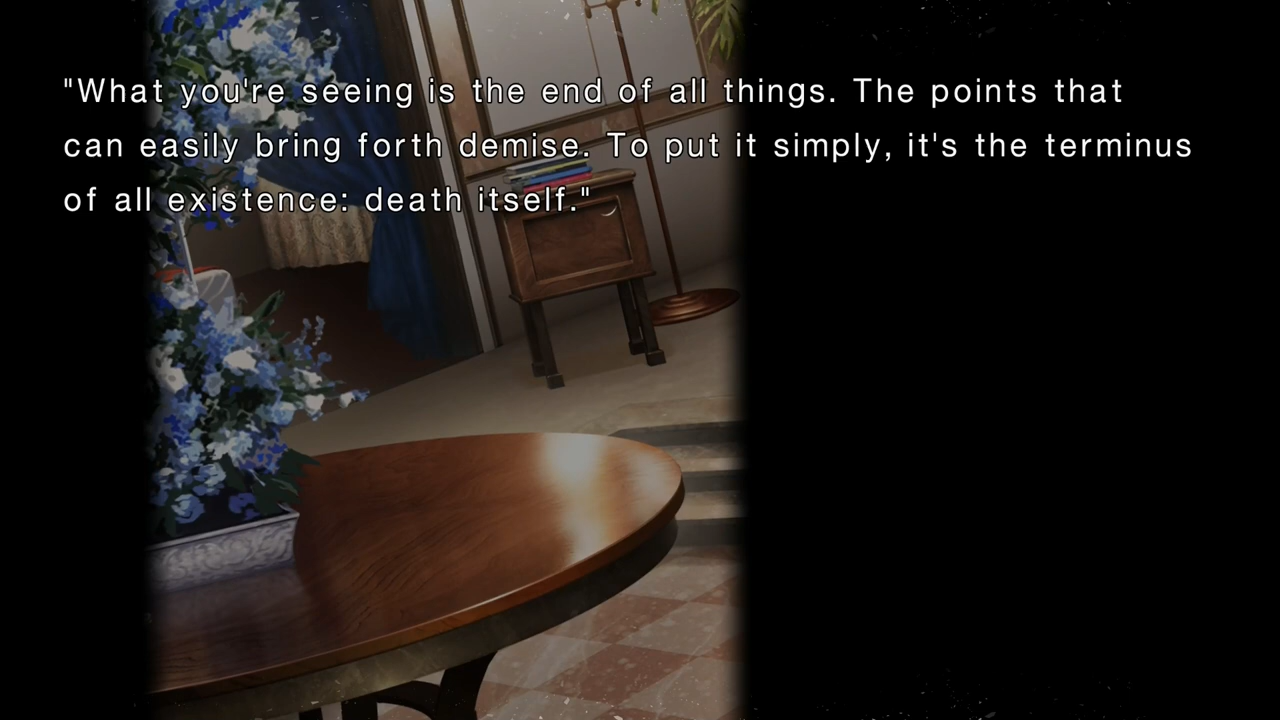 "What you're seeing is the end of all things. The points that
can easily bring forth demise. To put it simply, it's the terminus
of all existence: death itself."